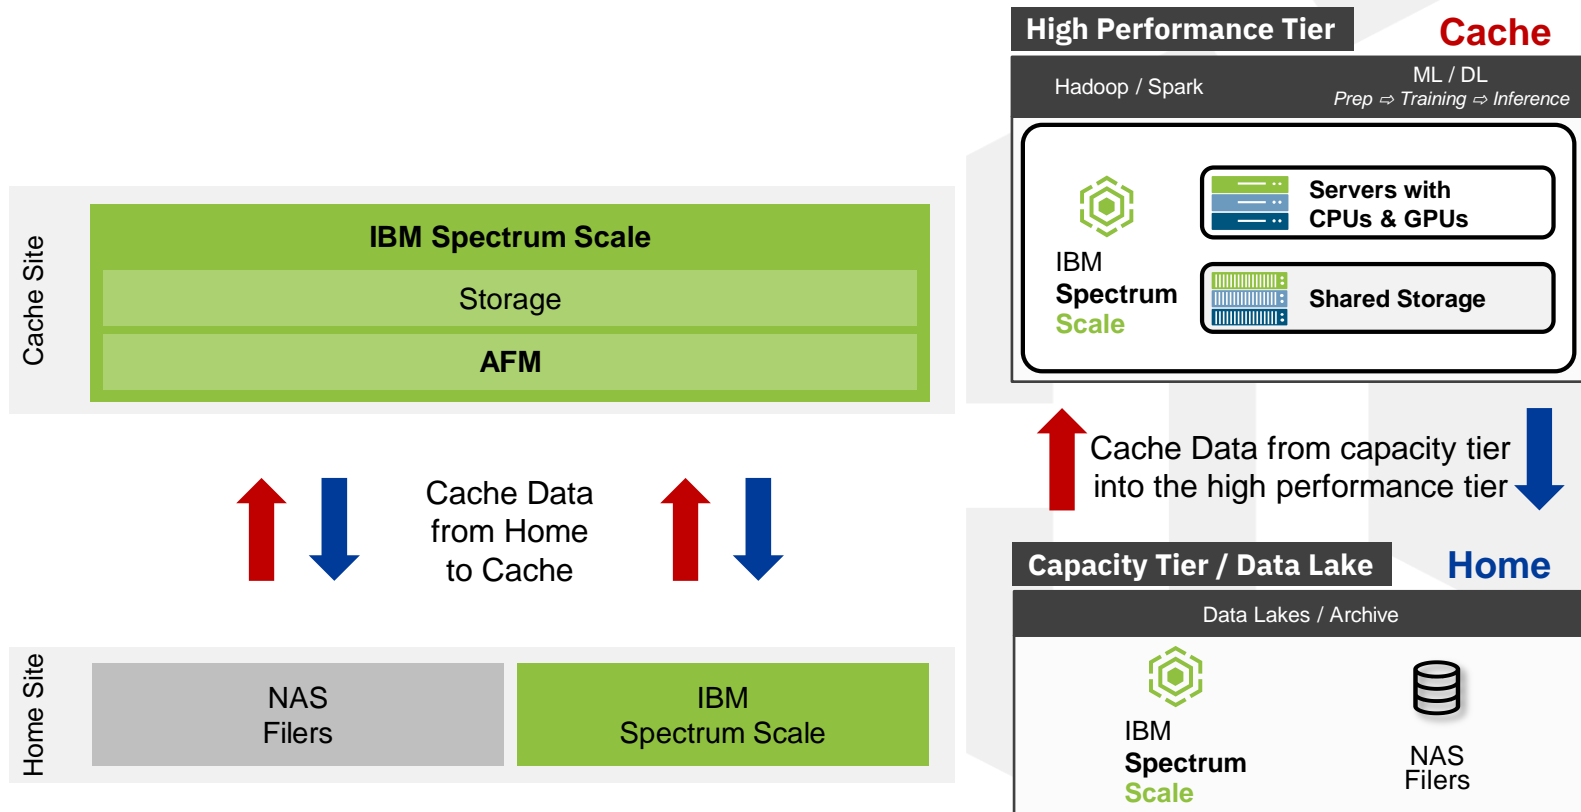 High Performance Tier
Cache
Hadoop / Spark
ML / DL
Prep ⇨ Training ⇨ Inference
IBM
Spectrum
Scale
Servers with
CPUs & GPUs
Shared Storage
Cache Site
IBM Spectrum Scale
Storage
AFM
Cache Data
from Home
to Cache
Cache Data from capacity tier
into the high performance tier
Home Site
NAS
Filers
IBM
Spectrum Scale
Capacity Tier / Data Lake
Home
Data Lakes / Archive
IBM
Spectrum
Scale
NAS
Filers